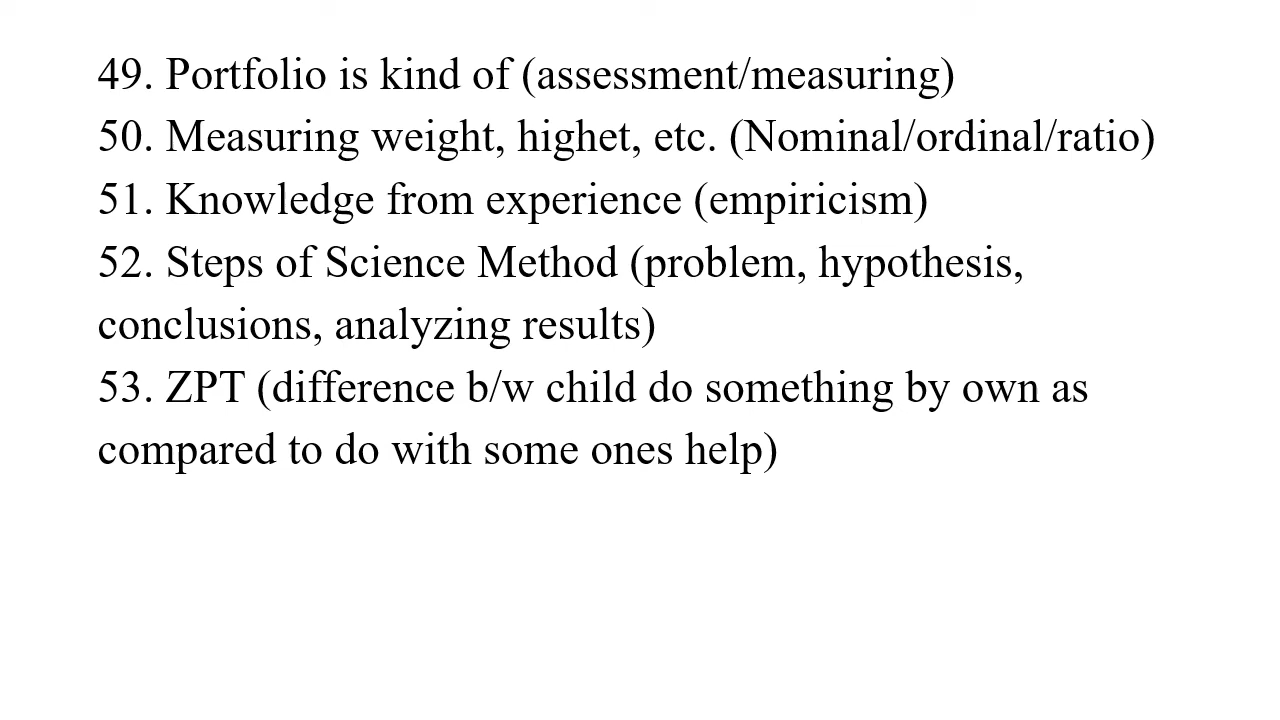 49. Portfolio is kind of (assessment/measuring)
50. Measuring weight, highet, etc. (Nominal/ordinal/ratio)
51. Knowledge from experience (empiricism)
52. Steps of Science Method (problem, hypothesis,
conclusions, analyzing results)
53. ZPT (difference b/w child do something by own as
compared to do with some ones help)